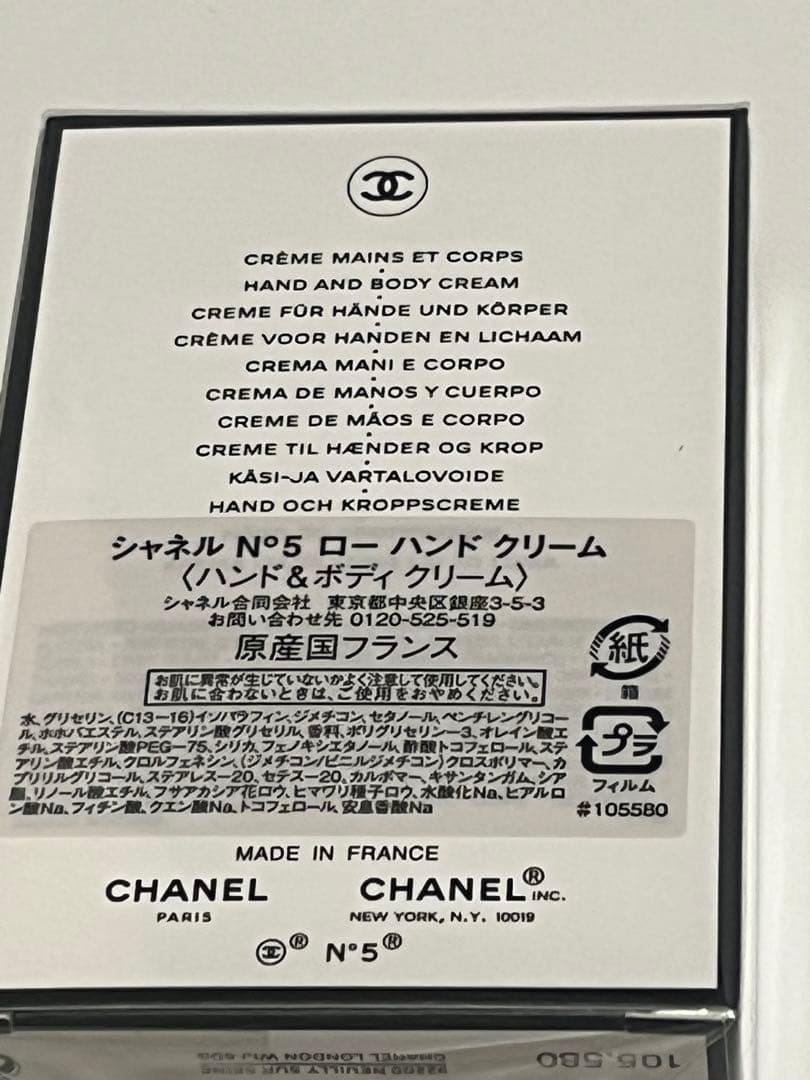 CRÈME MAINS ET CORPS
HAND AND BODY CREAM
CREME FÜR HÄNDE UND KÖRPER
CRÈME VOOR HANDEN EN LICHAAM
CREMA MANI E CORPO
CREMA DE MANOS Y CUERPO
CREME DE MÃOS E CORPO
CREME TIL HÆNDER OG KROP
KÄSI-JA VARTALOVOIDE
HAND OCH KROPPSCREME
シャネル N°5 ロー ハンド クリーム
〈ハンド&ボディ クリーム〉
シャネル合同会社 東京都中央区銀座3-5-3
お問い合わせ先 0120-525-519
原産国フランス
紙
箱
お肌に異常が生じていないかよく注意して使用してください。
お肌に合わないときは、ご使用をおやめください。
水、グリセリン、(C13-16)イソパラフィン、ジメチコン、セタノール、ペンチレングリコー
ル、ホホバエステル、ステアリン酸グリセリル、香料、ポリグリセリン-3、オレイン酸エ
チル、ステアリン酸PEG-75、シリカ、フェノキシエタノール、酢酸トコフェロール、ステ
アリン酸エチル、クロルフェネシン、(ジメチコン/ビニルジメチコン)クロスポリマー、カ
プリリルグリコール、ステアレス-20、セテス-20、カルボマー、キサンタンガム、シア
脂、リノール酸エチル、フサアカシア花ロウ、ヒマワリ種子ロウ、水酸化Na、ヒアルロ
ン酸Na、フィチン酸、クエン酸Na、トコフェロール、安息香酸Na
プラ
フィルム
#105580
MADE IN FRANCE
CHANEL CHANEL® INC.
PARIS NEW YORK, N.Y. 10019
® N°5®
CHANEL LONDON W1J 5DG
92200 NEUILLY SUR SEINE
105.580